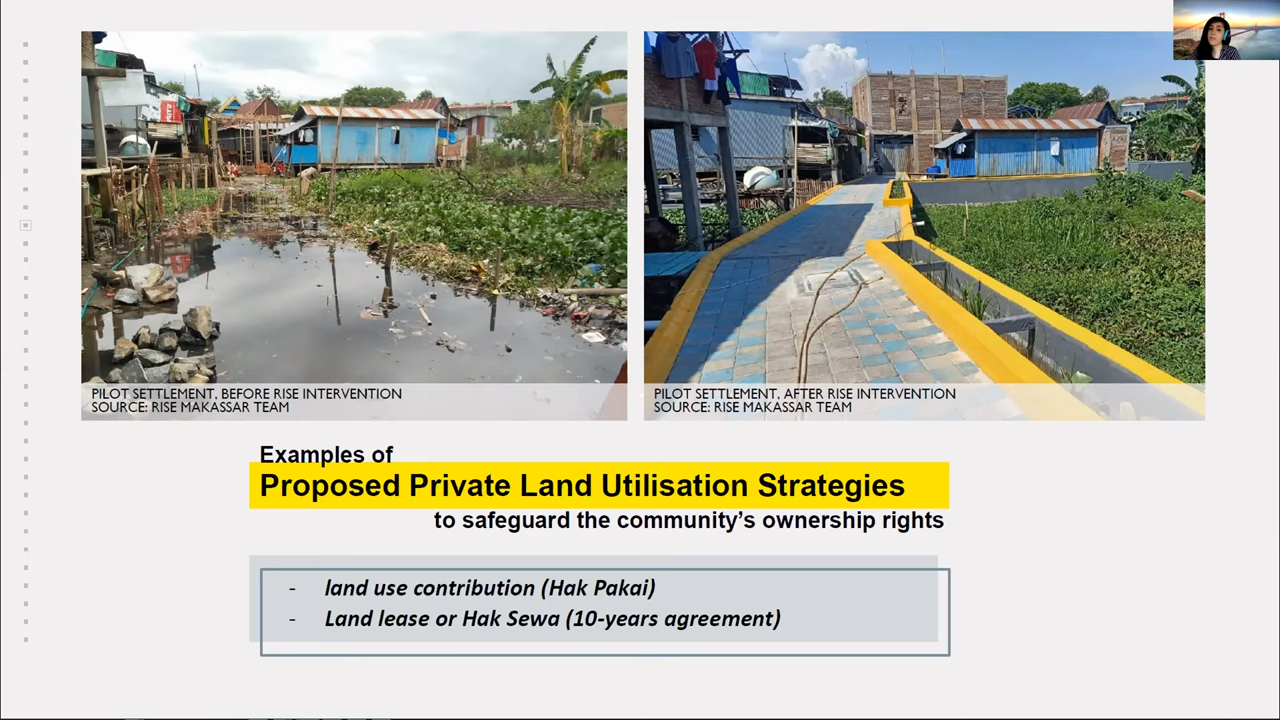 PILOT SETTLEMENT, BEFORE RISE INTERVENTION
SOURCE: RISE MAKASSAR TEAM
PILOT SETTLEMENT, AFTER RISE INTERVENTION
SOURCE: RISE MAKASSAR TEAM
Examples of
Proposed Private Land Utilisation Strategies
to safeguard the community’s ownership rights
- land use contribution (Hak Pakai)
- Land lease or Hak Sewa (10-years agreement)